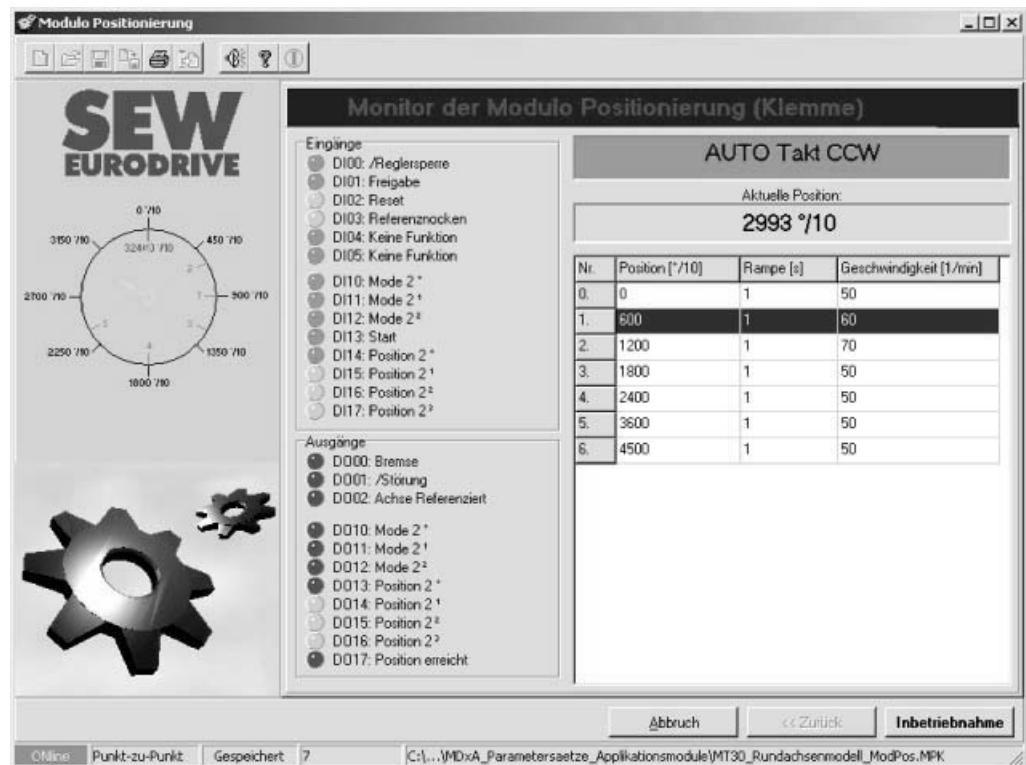 Modulo Positionierung
SEW
EURODRIVE
0 °/10
450 °/10
900 °/10
1350 °/10
1800 °/10
2250 °/10
2700 °/10
3150 °/10
1
2
3
4
5
Monitor der Modulo Positionierung (Klemme)
Eingänge
DI00: /Reglersperre
DI01: Freigabe
DI02: Reset
DI03: Referenznocken
DI04: Keine Funktion
DI05: Keine Funktion
DI10: Mode 2⁰
DI11: Mode 2¹
DI12: Mode 2²
DI13: Start
DI14: Position 2⁰
DI15: Position 2¹
DI16: Position 2²
DI17: Position 2³
Ausgänge
DO00: Bremse
DO01: /Störung
DO02: Achse Referenziert
DO10: Mode 2⁰
DO11: Mode 2¹
DO12: Mode 2²
DO13: Position 2⁰
DO14: Position 2¹
DO15: Position 2²
DO16: Position 2³
DO17: Position erreicht
AUTO Takt CCW
Aktuelle Position:
2993 °/10
Nr. Position [°/10] Rampe [s] Geschwindigkeit [1/min]
0. 0 1 50
1. 600 1 60
2. 1200 1 70
3. 1800 1 50
4. 2400 1 50
5. 3600 1 50
6. 4500 1 50
Abbruch << Zurück Inbetriebnahme
ONline Punkt-zu-Punkt Gespeichert 7 C:\...\MDxA_Parametersaetze_Applikationsmodule\MT30_Rundachsenmodell_ModPos.MPK